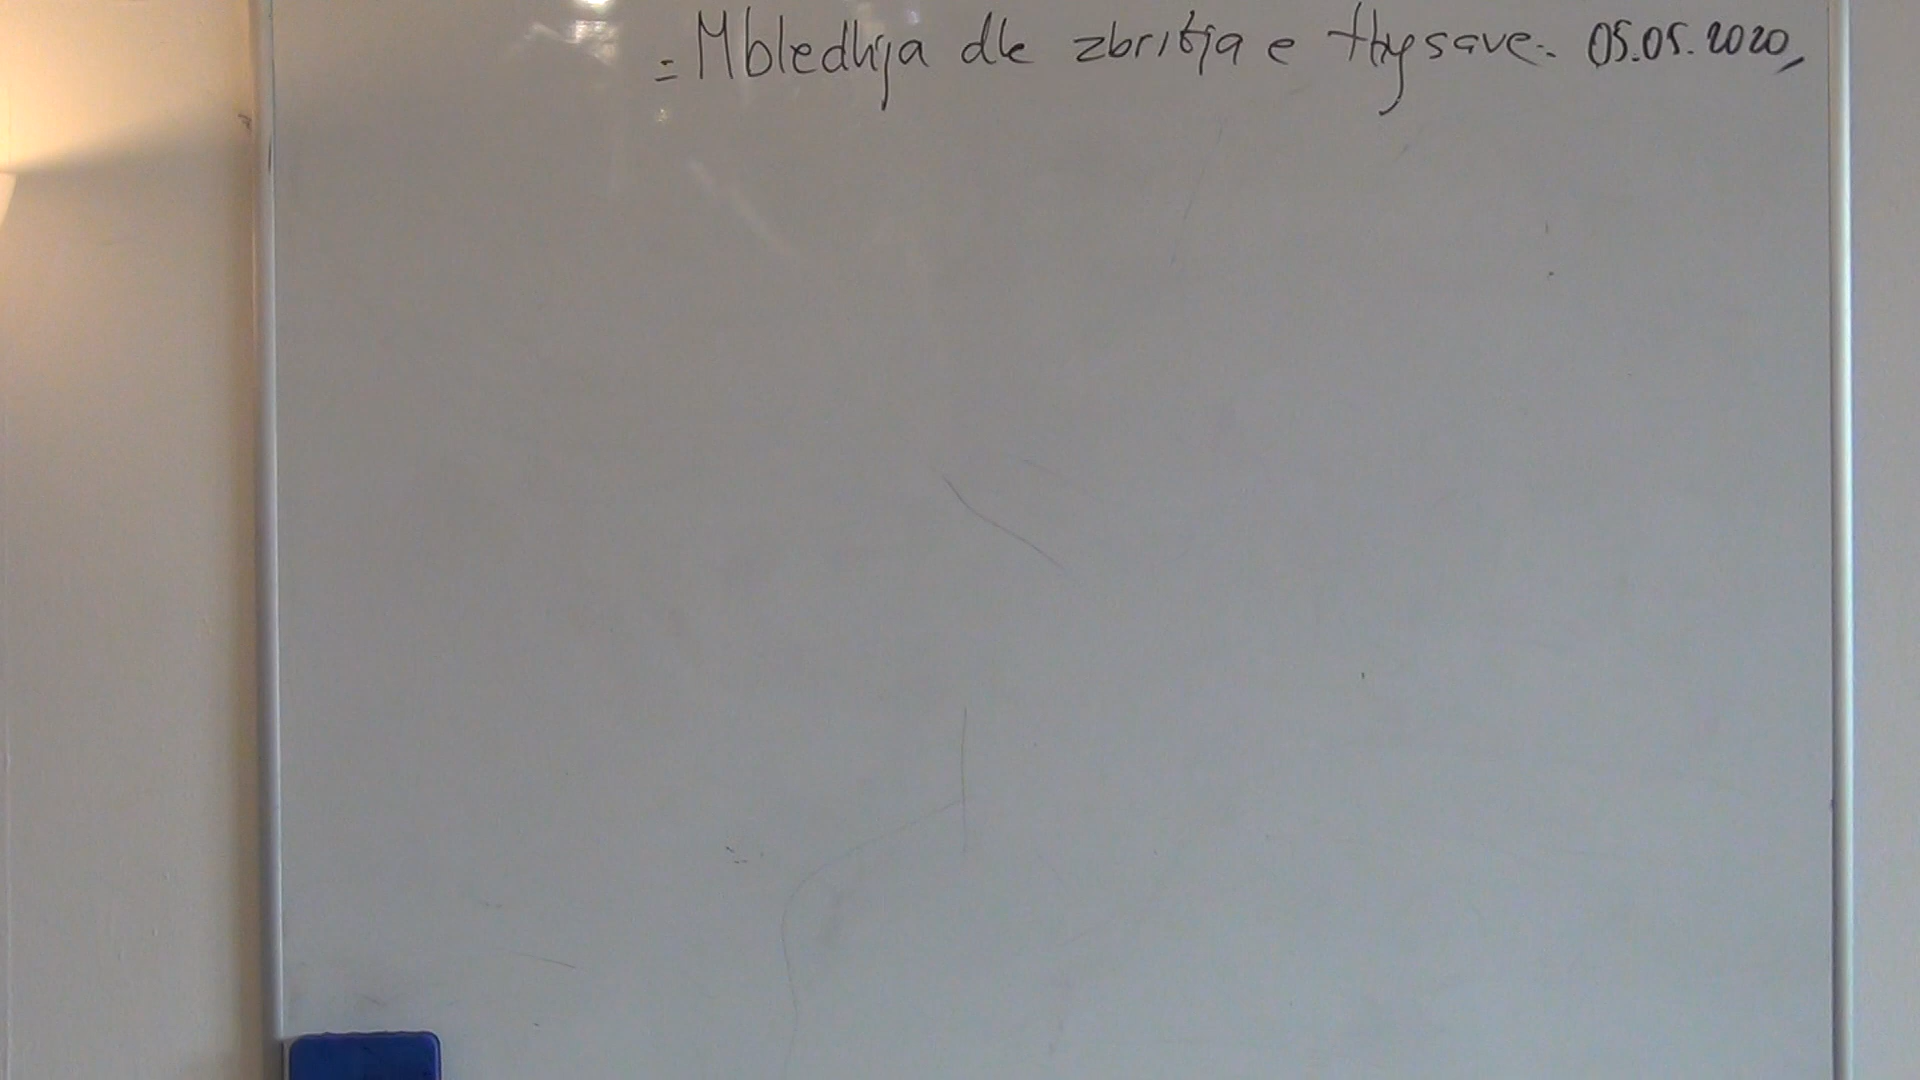 = Mbledhja dhe zbritja e thysave:. 05.05.2020,